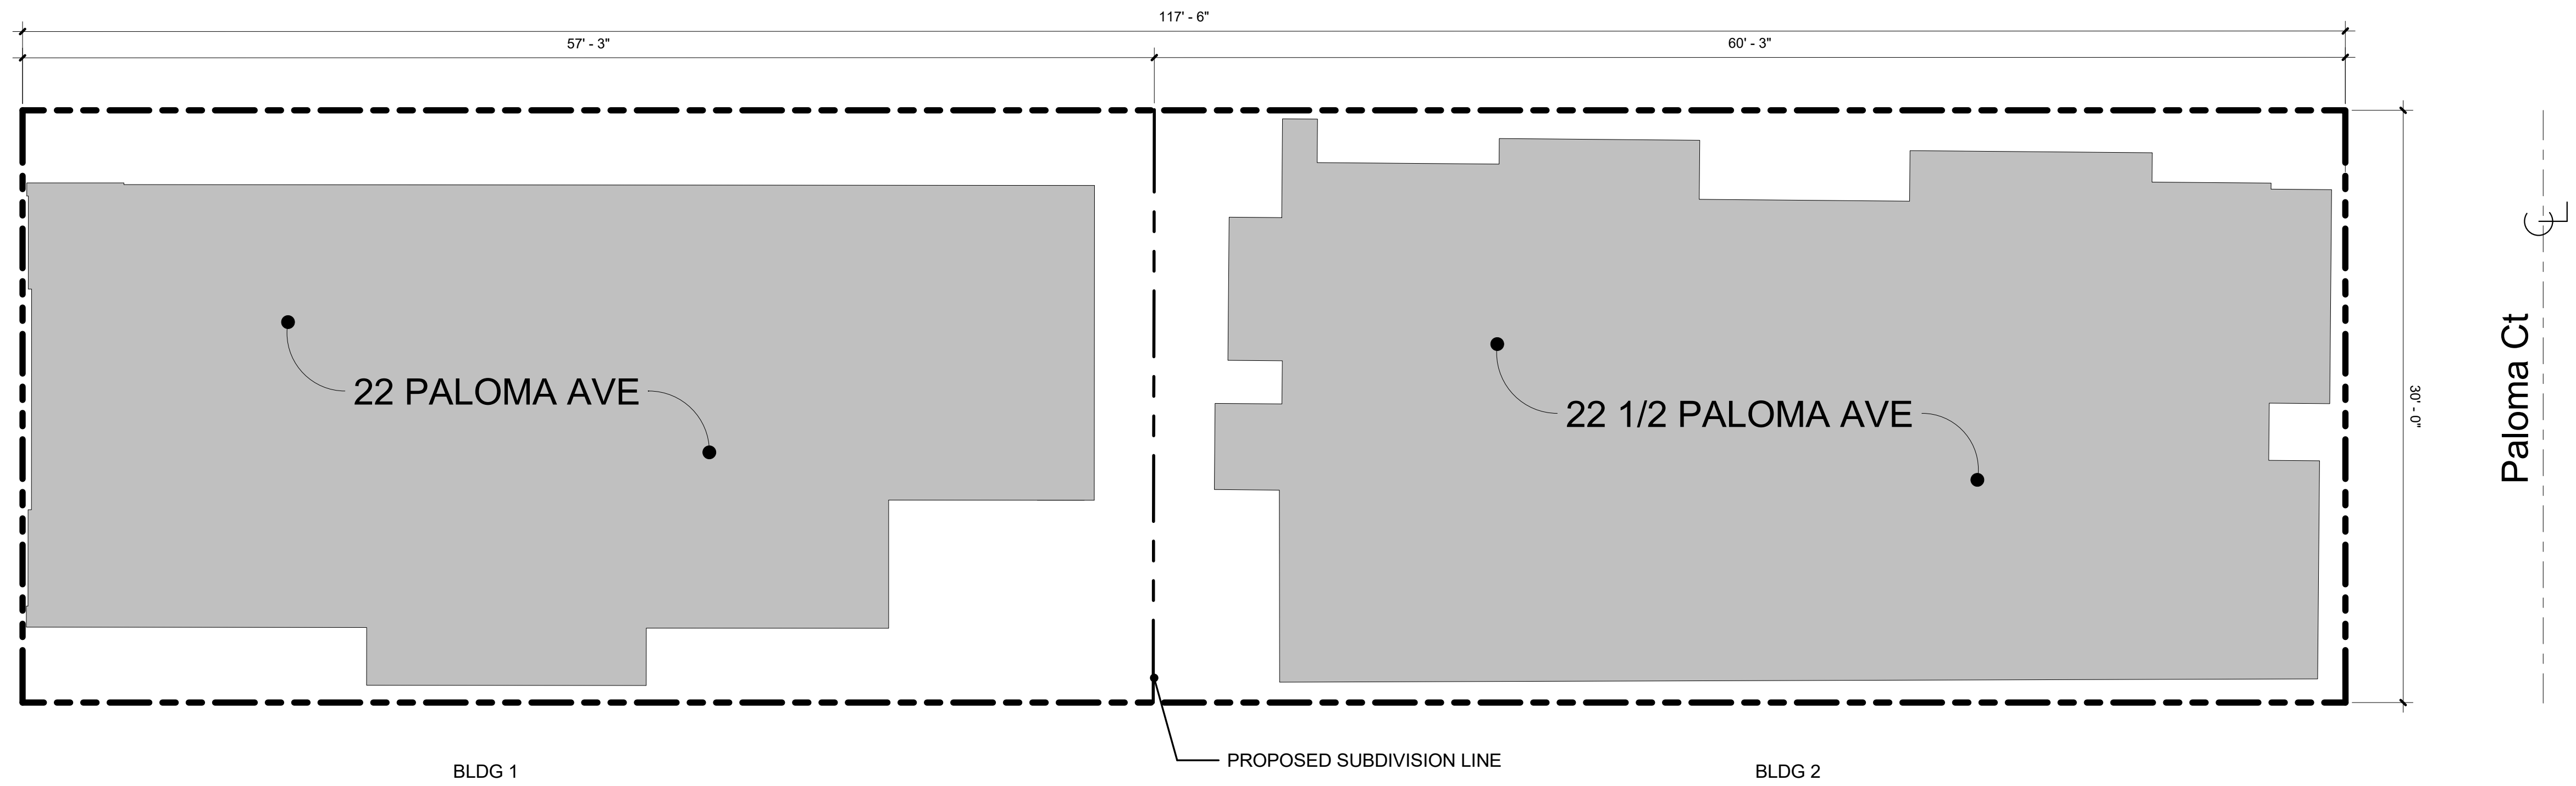 117' - 6"
57' - 3"
60' - 3"
22 PALOMA AVE
22 1/2 PALOMA AVE
30' - 0"
Paloma Ct
CL
PROPOSED SUBDIVISION LINE
BLDG 1
BLDG 2